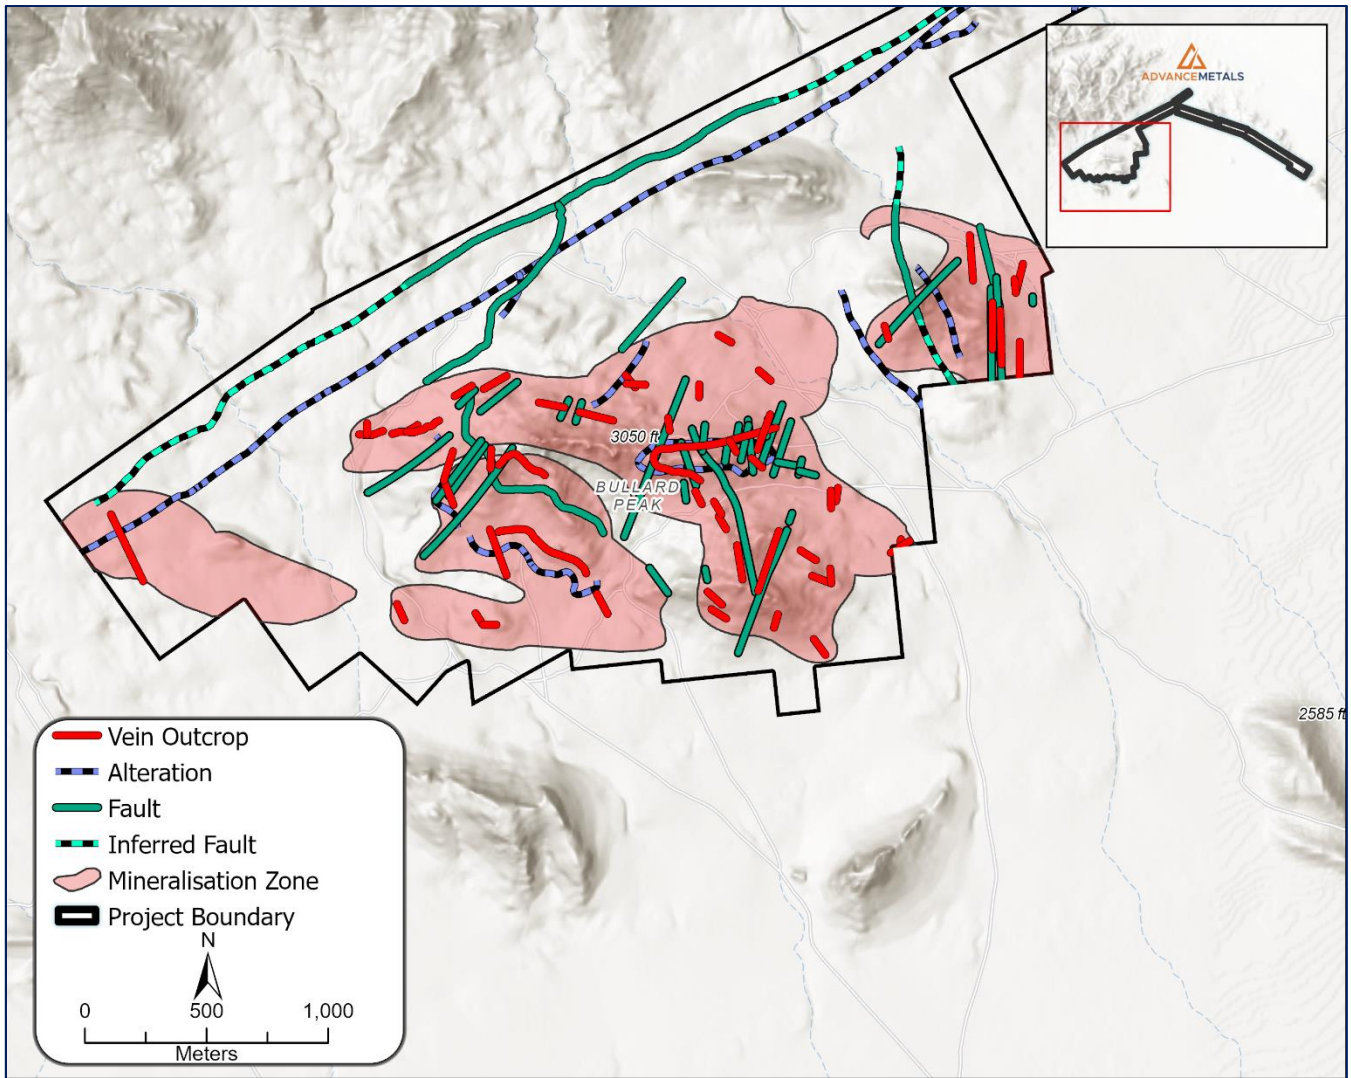 ADVANCEMETALS
3050 ft
BULLARD
PEAK
2585 ft
Vein Outcrop
Alteration
Fault
Inferred Fault
Mineralisation Zone
Project Boundary
N
0 500 1,000
Meters